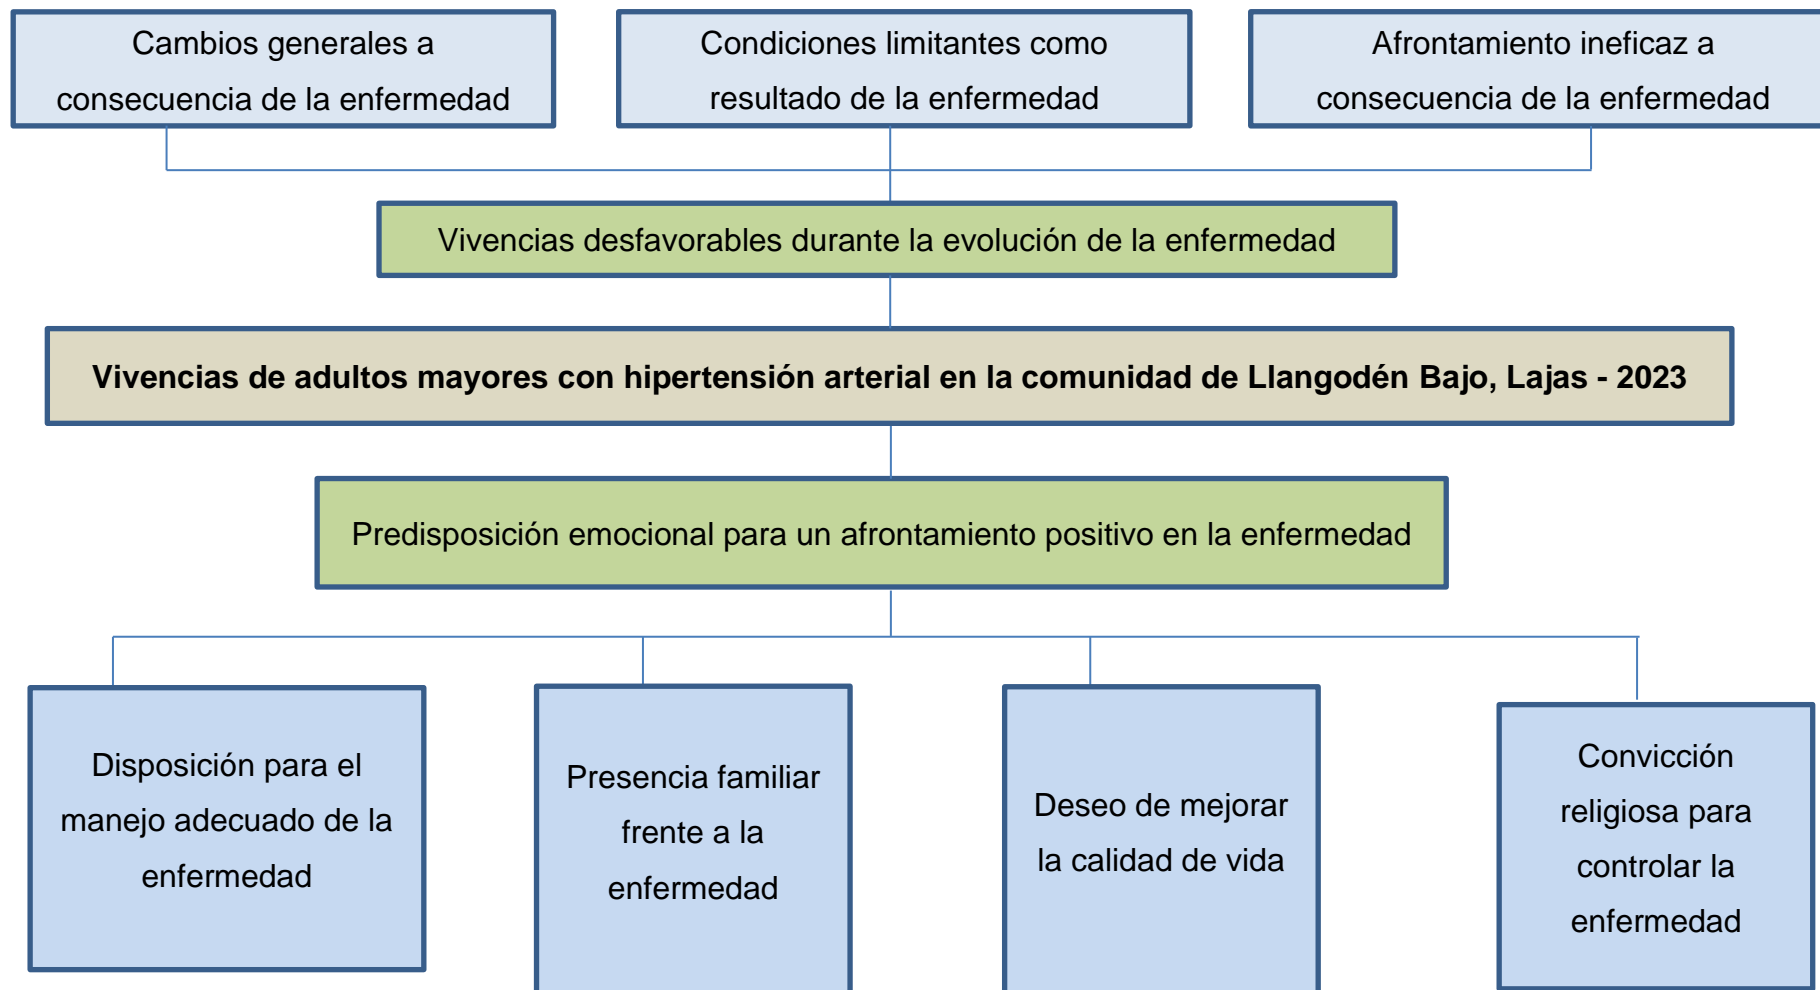 Cambios generales a
consecuencia de la enfermedad
Condiciones limitantes como
resultado de la enfermedad
Afrontamiento ineficaz a
consecuencia de la enfermedad
Vivencias desfavorables durante la evolución de la enfermedad
Vivencias de adultos mayores con hipertensión arterial en la comunidad de Llangodén Bajo, Lajas - 2023
Predisposición emocional para un afrontamiento positivo en la enfermedad
Disposición para el
manejo adecuado de la
enfermedad
Presencia familiar
frente a la
enfermedad
Deseo de mejorar
la calidad de vida
Convicción
religiosa para
controlar la
enfermedad